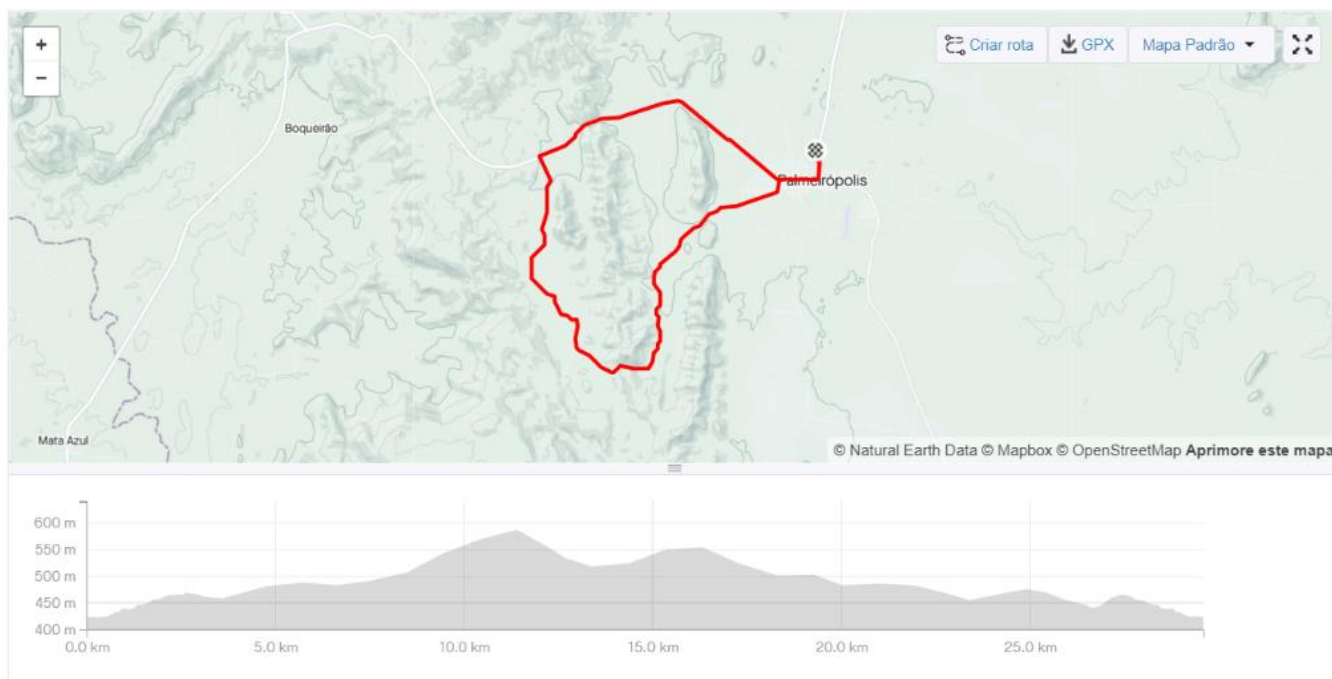 +
−
Criar rota
GPX
Mapa Padrão
Boqueirão
Palmeirópolis
Mata Azul
© Natural Earth Data © Mapbox © OpenStreetMap Aprimore este mapa
600 m
550 m
500 m
450 m
400 m
0.0 km 5.0 km 10.0 km 15.0 km 20.0 km 25.0 km